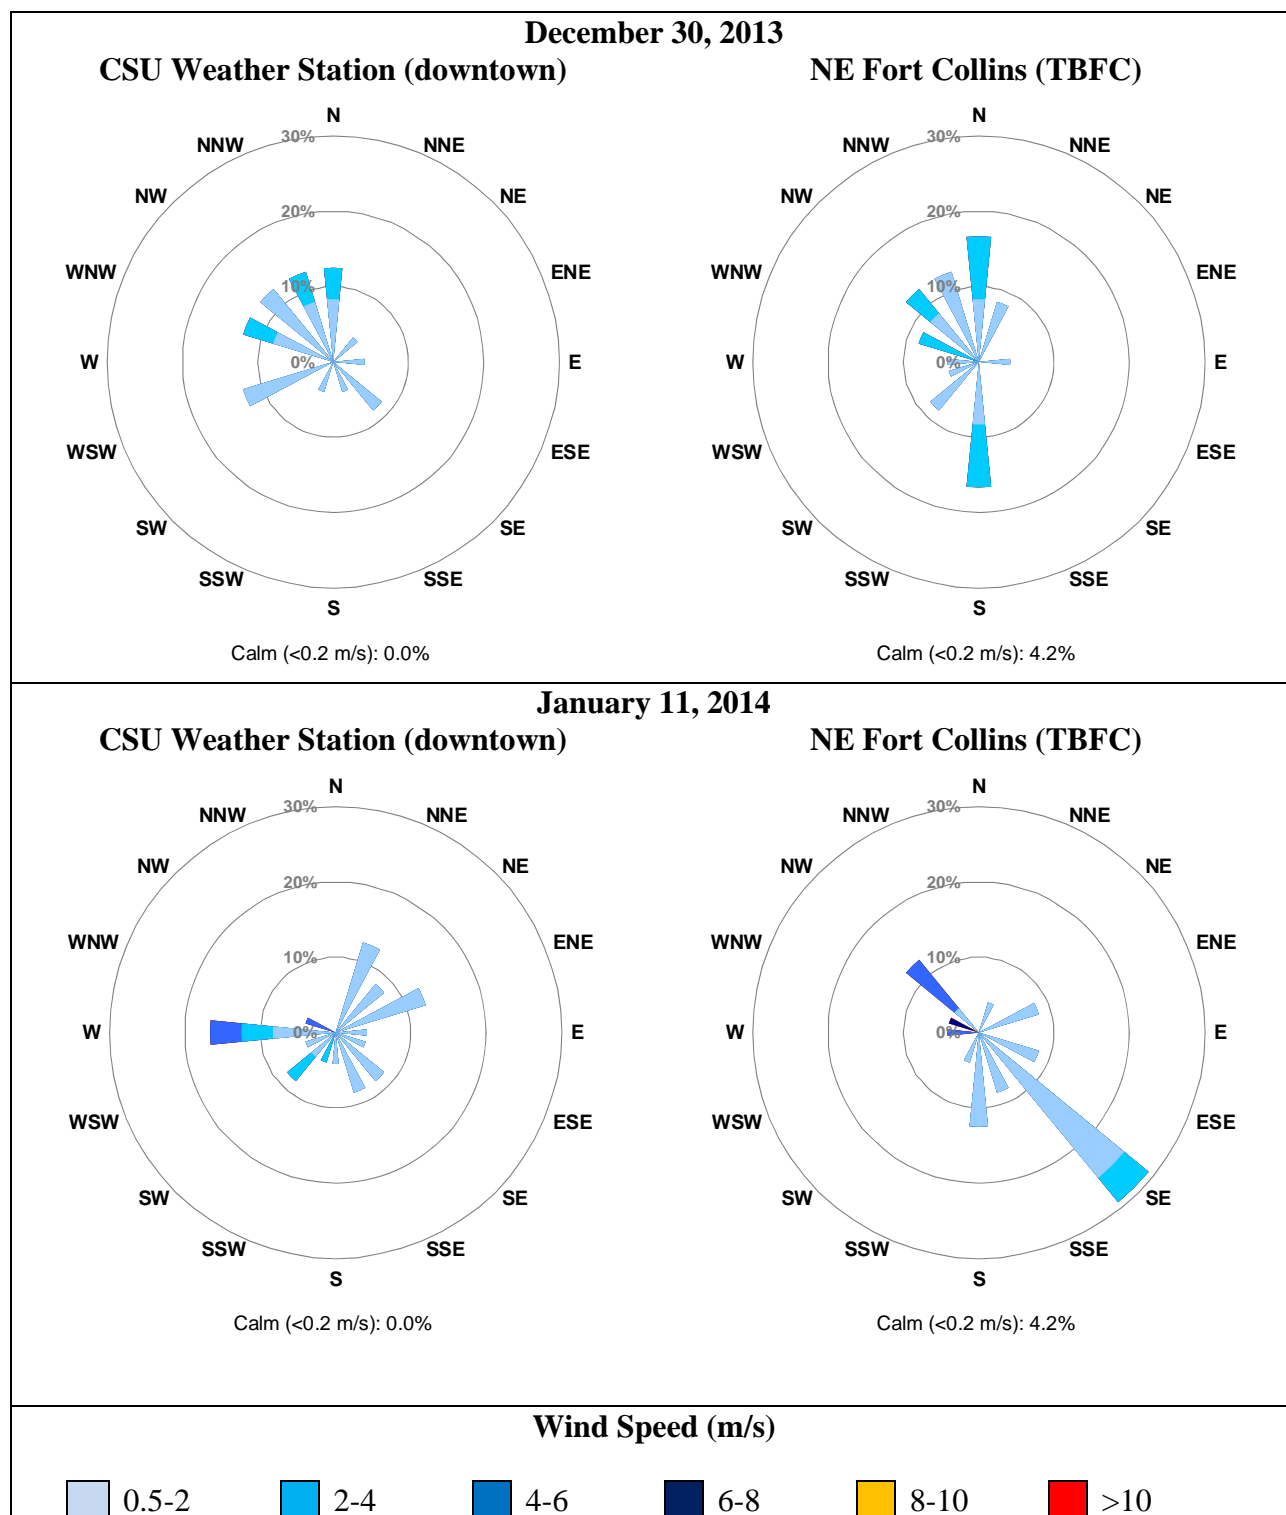 December 30, 2013
CSU Weather Station (downtown)
N
30%
NNW
NNE
NW
NE
20%
WNW
ENE
10%
W
0%
E
WSW
ESE
SW
SE
SSW
SSE
S
Calm (<0.2 m/s): 0.0%
NE Fort Collins (TBFC)
N
30%
NNW
NNE
NW
NE
20%
WNW
ENE
10%
W
0%
E
WSW
ESE
SW
SE
SSW
SSE
S
Calm (<0.2 m/s): 4.2%
January 11, 2014
CSU Weather Station (downtown)
N
30%
NNW
NNE
NW
NE
20%
WNW
ENE
10%
W
0%
E
WSW
ESE
SW
SE
SSW
SSE
S
Calm (<0.2 m/s): 0.0%
NE Fort Collins (TBFC)
N
30%
NNW
NNE
NW
NE
20%
WNW
ENE
10%
W
0%
E
WSW
ESE
SW
SE
SSW
SSE
S
Calm (<0.2 m/s): 4.2%
Wind Speed (m/s)
0.5-2 2-4 4-6 6-8 8-10 >10